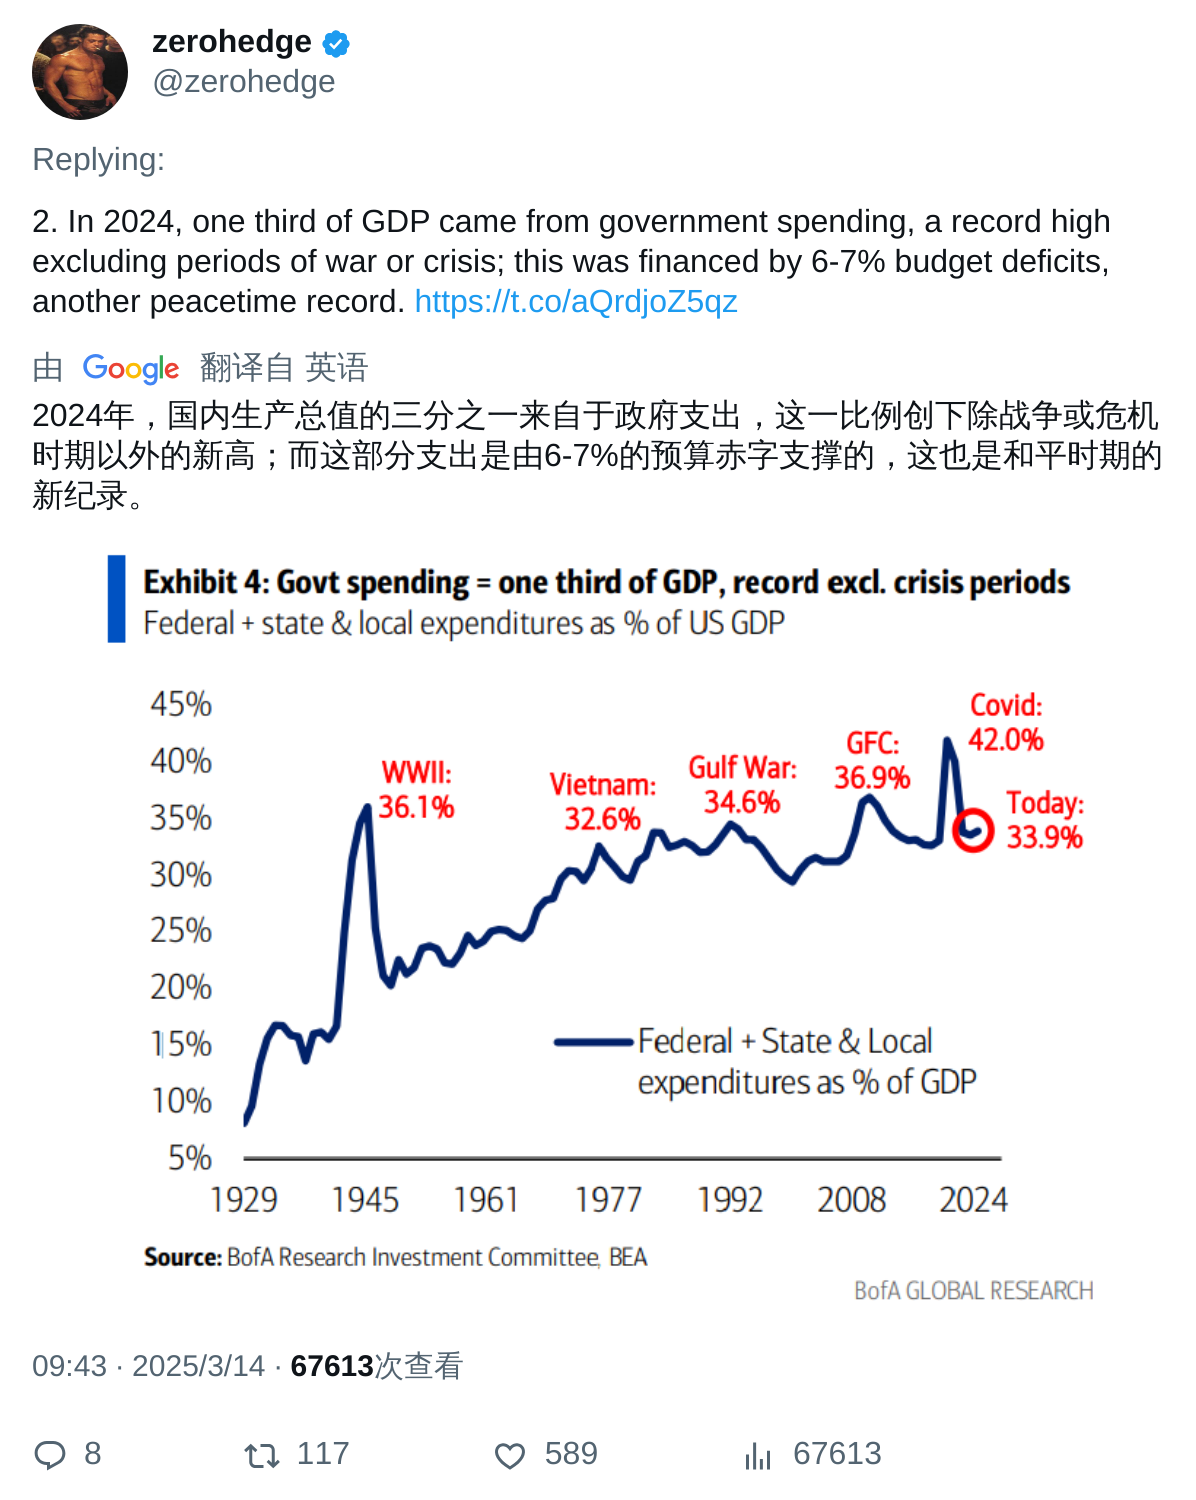 zerohedge
@zerohedge
Replying:
2. In 2024, one third of GDP came from government spending, a record high
excluding periods of war or crisis; this was financed by 6-7% budget deficits,
another peacetime record. https://t.co/aQrdjoZ5qz
由 Google 翻译自 英语
2024年，国内生产总值的三分之一来自于政府支出，这一比例创下除战争或危机
时期以外的新高；而这部分支出是由6-7%的预算赤字支撑的，这也是和平时期的
新纪录。
Exhibit 4: Govt spending = one third of GDP, record excl. crisis periods
Federal + state & local expenditures as % of US GDP
45%
40%
35%
30%
25%
20%
15%
10%
5%
WWII:
36.1%
Vietnam:
32.6%
Gulf War:
34.6%
GFC:
36.9%
Covid:
42.0%
Today:
33.9%
Federal + State & Local
expenditures as % of GDP
1929 1945 1961 1977 1992 2008 2024
Source: BofA Research Investment Committee, BEA
BofA GLOBAL RESEARCH
09:43 · 2025/3/14 · 67613次查看
8 117 589 67613